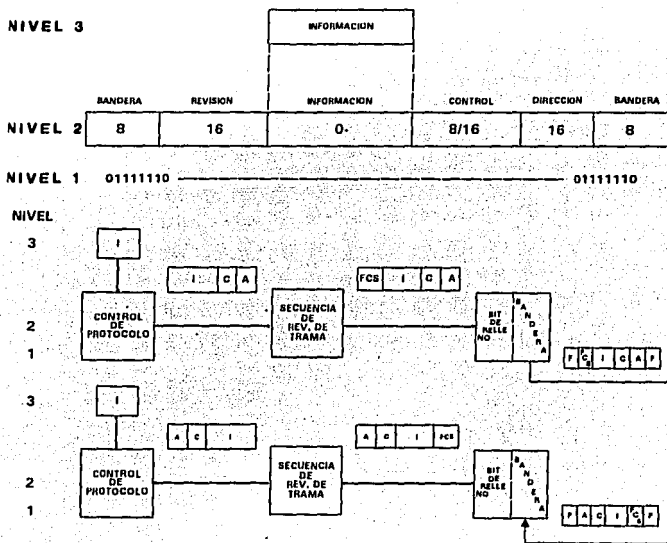 NIVEL 3
INFORMACION
BANDERA REVISION INFORMACION CONTROL DIRECCION BANDERA
NIVEL 2 8 16 0- 8/16 16 8
NIVEL 1 01111110 01111110
NIVEL
3
I
I C A
FCS I C A
2
1
CONTROL
DE
PROTOCOLO
SECUENCIA
DE
REV. DE
TRAMA
BIT
DE
RELLE
NO
BANDERA
F FCS I C A F
3
I
A C I
A C I FCS
2
1
CONTROL
DE
PROTOCOLO
SECUENCIA
DE
REV. DE
TRAMA
BIT
DE
RELLE
NO
BANDERA
F A C I FCS F